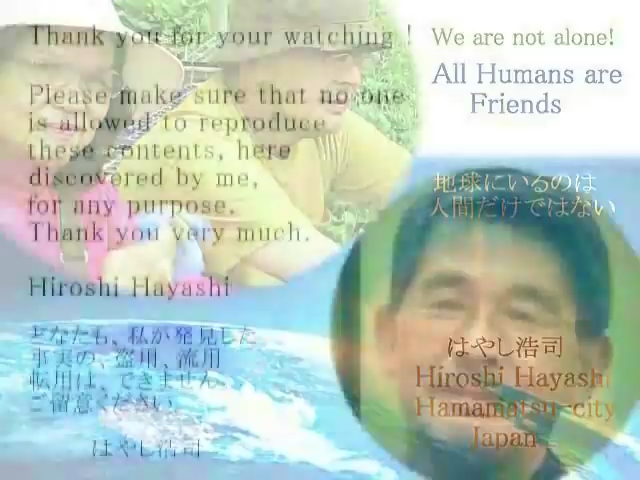 Thank you for your watching !
Please make sure that no one
is allowed to reproduce
these contents, here
discovered by me,
for any purpose.
Thank you very much.
Hiroshi Hayashi
どなたも、私が発見した
事実の、盗用、流用
転用は、できません。
ご留意ください。
はやし浩司
We are not alone!
All Humans are
Friends
地球にいるのは
人間だけではない
はやし浩司
Hiroshi Hayashi
Hamamatsu-city
Japan